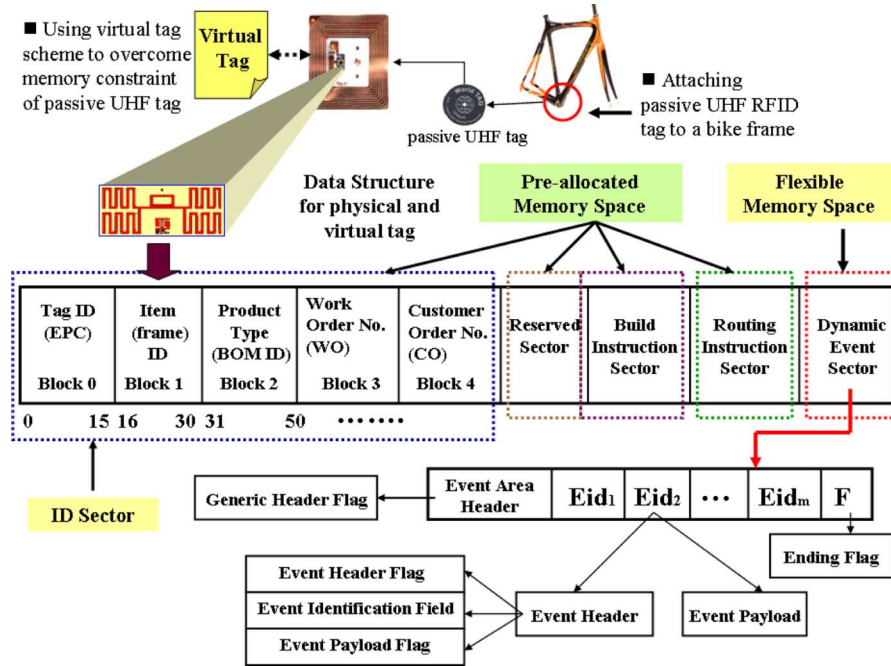 ■ Using virtual tag
scheme to overcome
memory constraint
of passive UHF tag
Virtual
Tag
World TAG
passive UHF tag
■ Attaching
passive UHF RFID
tag to a bike frame
Data Structure
for physical and
virtual tag
Pre-allocated
Memory Space
Flexible
Memory Space
Tag ID
(EPC)
Block 0
Item
(frame)
ID
Block 1
Product
Type
(BOM ID)
Block 2
Work
Order No.
(WO)
Block 3
Customer
Order No.
(CO)
Block 4
Reserved
Sector
Build
Instruction
Sector
Routing
Instruction
Sector
Dynamic
Event
Sector
0 15 16 30 31 50 ·······
ID Sector
Generic Header Flag
Event Area
Header
Eid1
Eid2
···
Eidm
F
Ending Flag
Event Header Flag
Event Identification Field
Event Payload Flag
Event Header
Event Payload